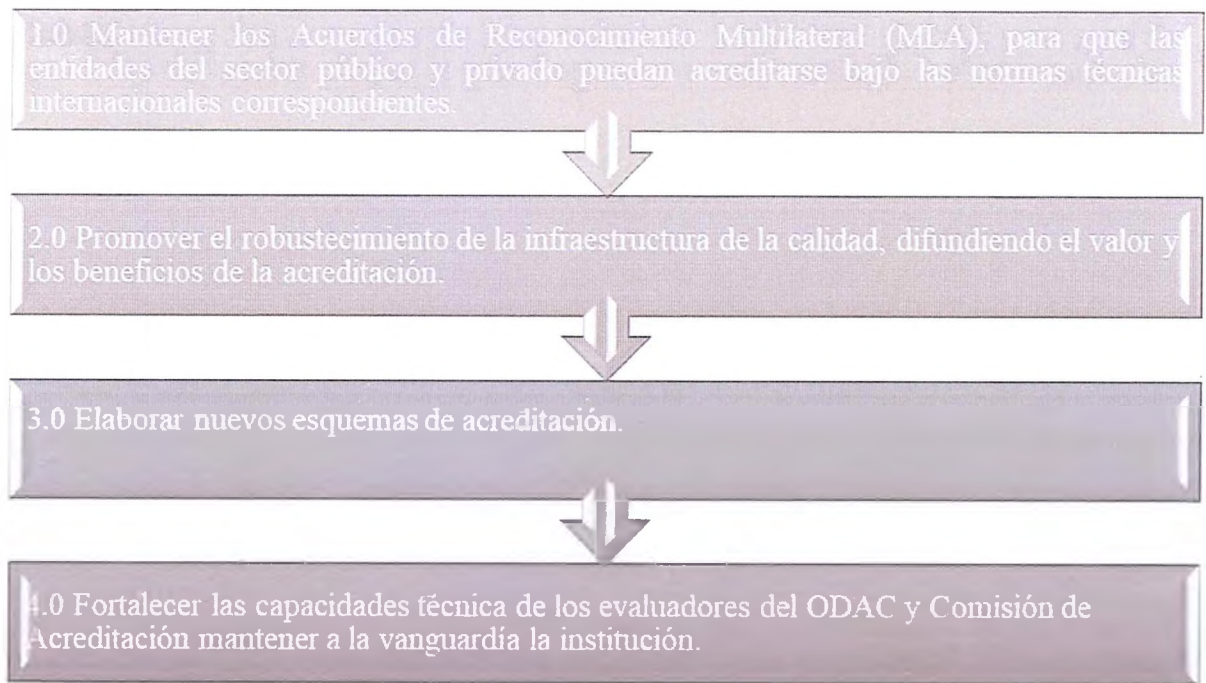 1.0 Mantener los Acuerdos de Reconocimiento Multilateral (MLA), para que las
entidades del sector público y privado puedan acreditarse bajo las normas técnicas
internacionales correspondientes.
2.0 Promover el robustecimiento de la infraestructura de la calidad, difundiendo el valor y
los beneficios de la acreditación.
3.0 Elaborar nuevos esquemas de acreditación.
4.0 Fortalecer las capacidades técnica de los evaluadores del ODAC y Comisión de
Acreditación mantener a la vanguardia la institución.